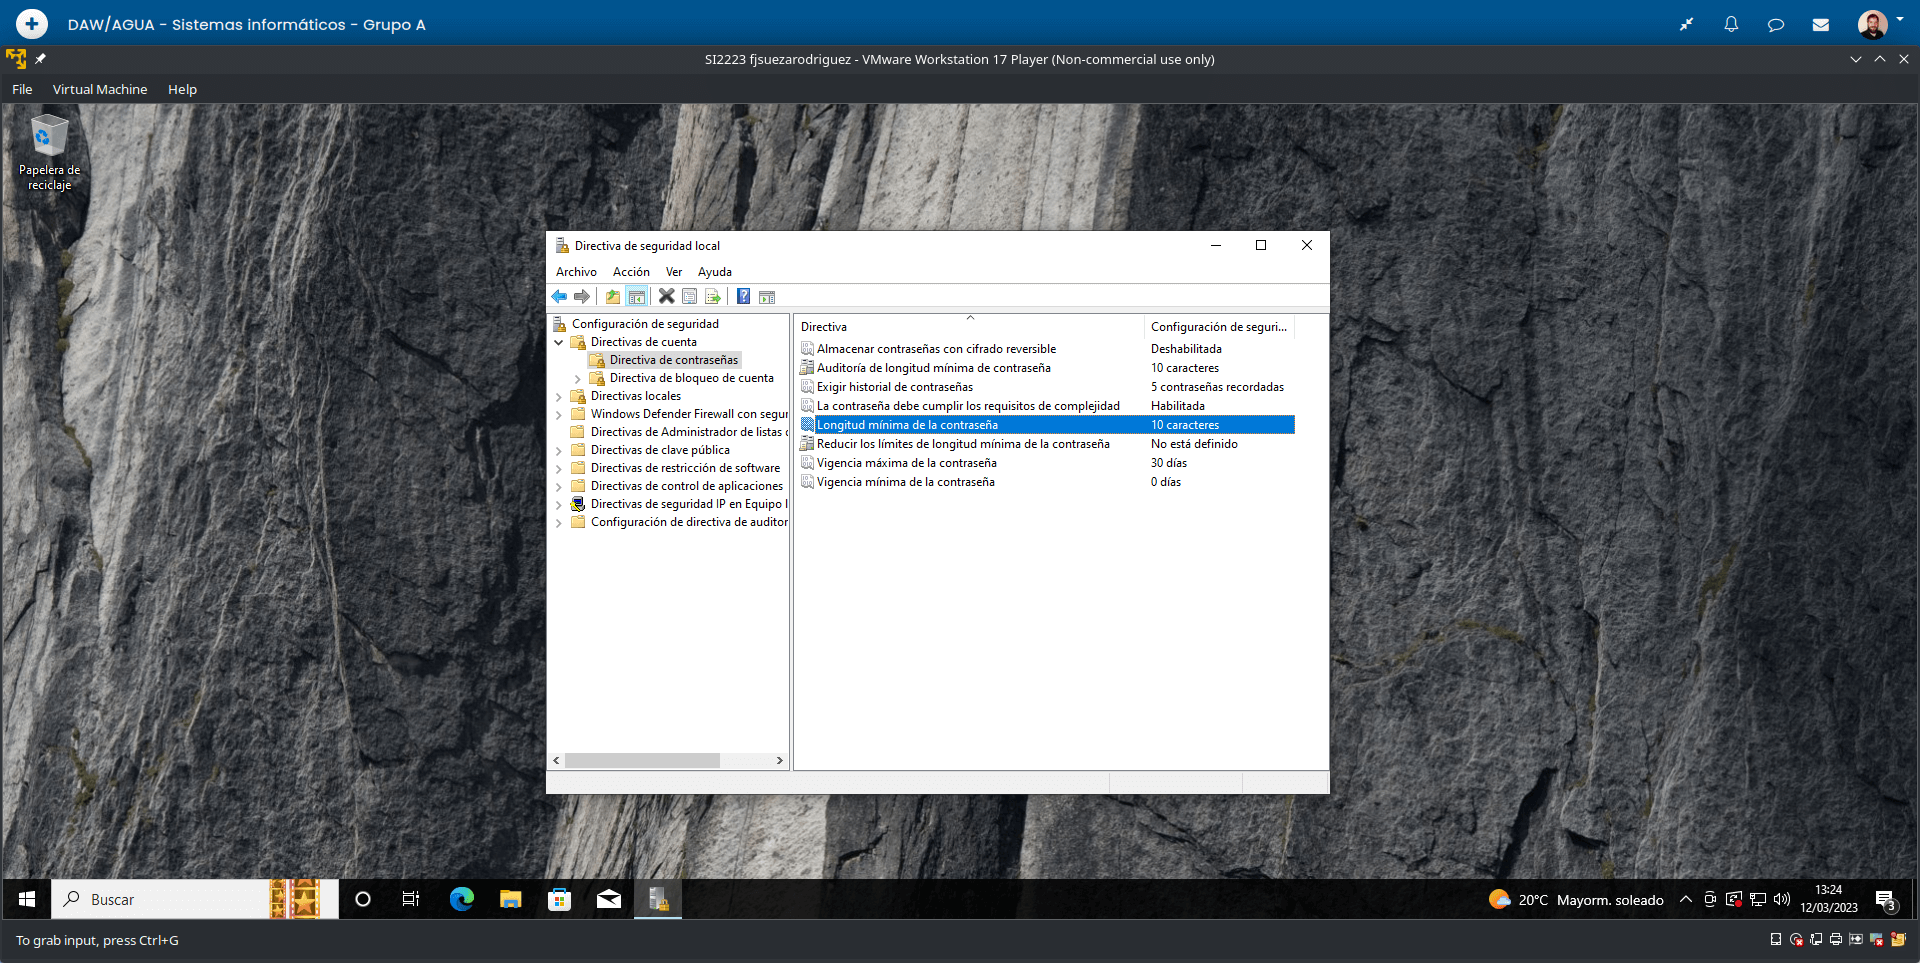 DAW/AGUA - Sistemas informáticos - Grupo A
SI2223 fjsuezarodriguez - VMware Workstation 17 Player (Non-commercial use only)
File Virtual Machine Help
Papelera de
reciclaje
Directiva de seguridad local
Archivo Acción Ver Ayuda
Configuración de seguridad
Directivas de cuenta
Directiva de contraseñas
Directiva de bloqueo de cuenta
Directivas locales
Windows Defender Firewall con segur
Directivas de Administrador de listas
Directivas de clave pública
Directivas de restricción de software
Directivas de control de aplicaciones
Directivas de seguridad IP en Equipo l
Configuración de directiva de auditor
Directiva Configuración de seguri...
Almacenar contraseñas con cifrado reversible Deshabilitada
Auditoría de longitud mínima de contraseña 10 caracteres
Exigir historial de contraseñas 5 contraseñas recordadas
La contraseña debe cumplir los requisitos de complejidad Habilitada
Longitud mínima de la contraseña 10 caracteres
Reducir los límites de longitud mínima de la contraseña No está definido
Vigencia máxima de la contraseña 30 días
Vigencia mínima de la contraseña 0 días
Buscar
20°C Mayorm. soleado
13:24
12/03/2023
3
To grab input, press Ctrl+G